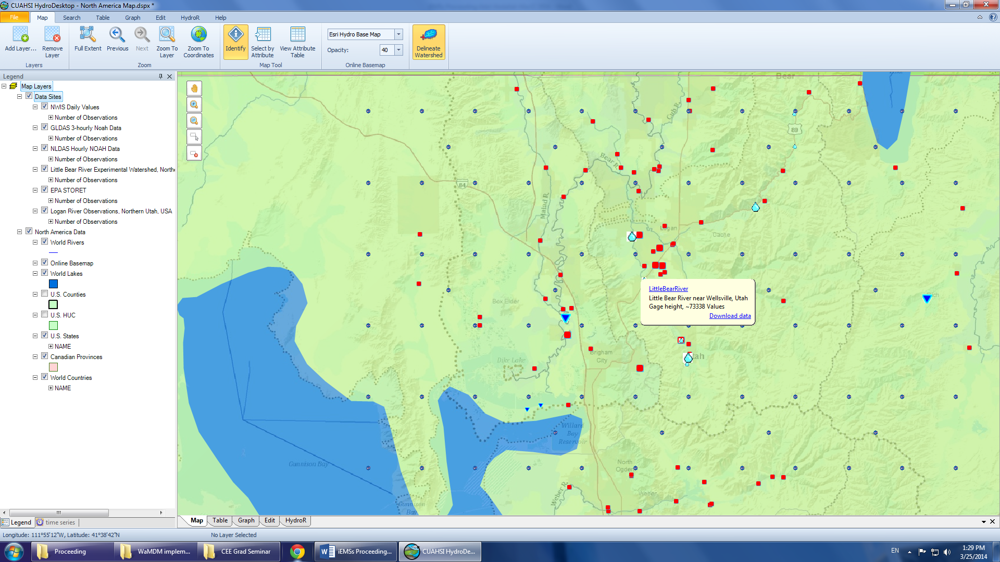 CUAHSI HydroDesktop - North America Map.dspx *
File
Map
Search
Table
Graph
Edit
HydroR
Help
Add Layer...
Remove Layer
Full Extent
Previous
Next
Zoom To Layer
Zoom To Coordinates
Identify
Select by Attribute
View Attribute Table
Esri Hydro Base Map
Opacity:
40
Delineate Watershed
Layers
Zoom
Map Tool
Online Basemap
Legend
Map Layers
Data Sites
NWIS Daily Values
Number of Observations
GLDAS 3-hourly Noah Data
Number of Observations
NLDAS Hourly NOAH Data
Number of Observations
Little Bear River Experimental Watershed, Northe
Number of Observations
EPA STORET
Number of Observations
Logan River Observations, Northern Utah, USA
Number of Observations
North America Data
World Rivers
Online Basemap
World Lakes
U.S. Counties
U.S. HUC
U.S. States
NAME
Canadian Provinces
World Countries
NAME
Bear
Cub R.
89
Bear R.
84
Malad R.
Logan
Cache
Box Elder
LittleBearRiver
Little Bear River near Wellsville, Utah
Gage height, ~73338 Values
Download data
Brigham
City
Dike Lake
Willard
Bay
Reservoir
Gunnison Bay
North
Ogden
Weber R.
Weber
Gunnison
Bay
Legend
time series
Map
Table
Graph
Edit
HydroR
Longitude: 111°55'12"W, Latitude: 41°38'42"N
No Layer Selected
Proceeding
WaMDM implem...
CEE Grad Seminar
iEMSs Proceeding...
CUAHSI HydroDe...
EN
1:29 PM
3/25/2014